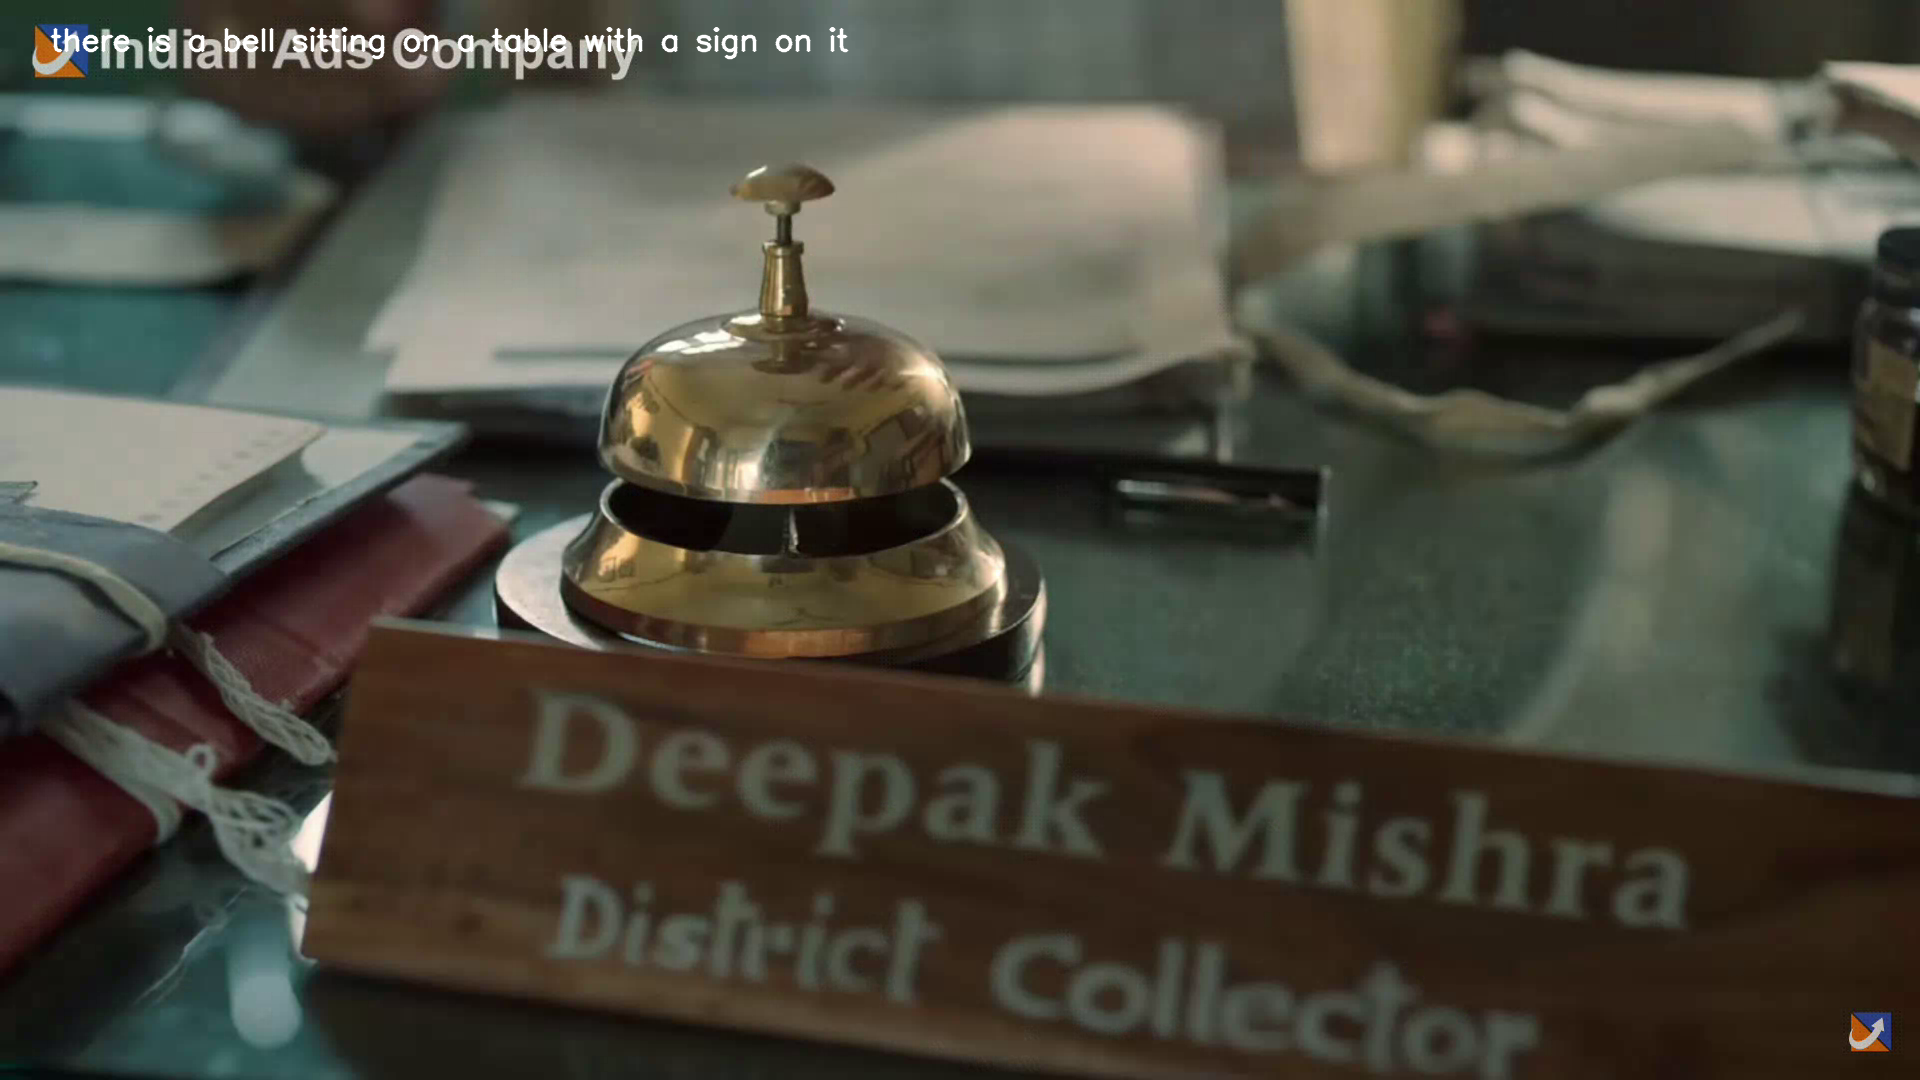 there is a bell sitting on a table with a sign on it
Indian Ads Company
Deepak Mishra
District Collector